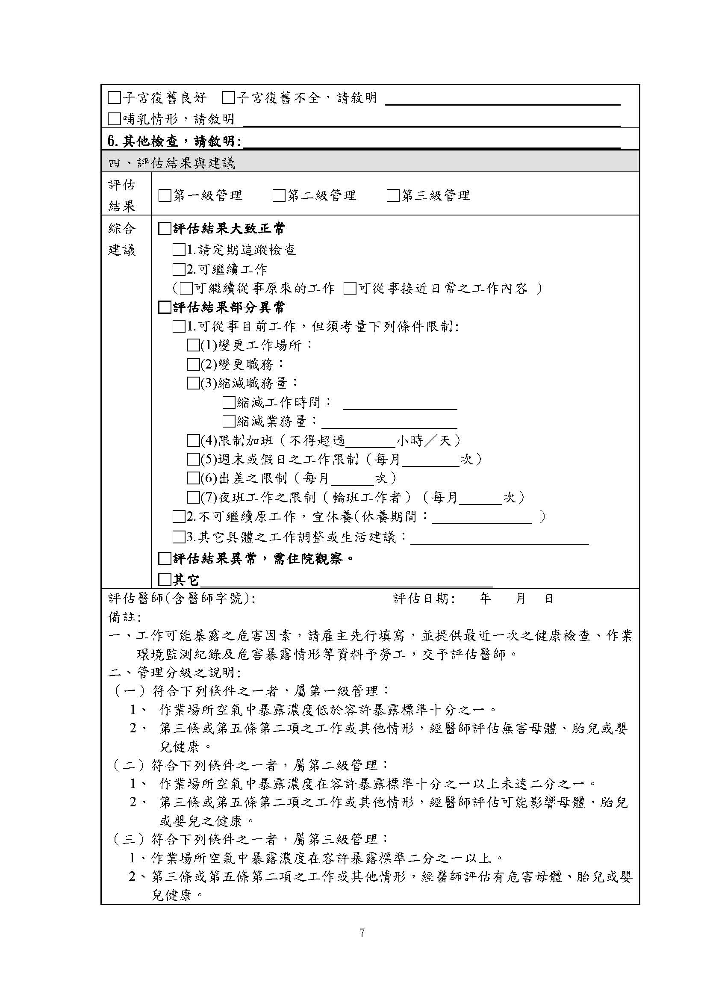 □子宮復舊良好 □子宮復舊不全，請敘明
□哺乳情形，請敘明
6.其他檢查，請敘明:
四、評估結果與建議
評估
結果
□第一級管理 □第二級管理 □第三級管理
綜合
建議
□評估結果大致正常
□1.請定期追蹤檢查
□2.可繼續工作
（□可繼續從事原來的工作 □可從事接近日常之工作內容 ）
□評估結果部分異常
□1.可從事目前工作，但須考量下列條件限制:
□(1)變更工作場所：
□(2)變更職務：
□(3)縮減職務量：
□縮減工作時間：
□縮減業務量：
□(4)限制加班（不得超過_______小時／天）
□(5)週末或假日之工作限制（每月________次）
□(6)出差之限制（每月______次）
□(7)夜班工作之限制（輪班工作者）（每月______次）
□2.不可繼續原工作，宜休養(休養期間：______________ )
□3.其它具體之工作調整或生活建議：
□評估結果異常，需住院觀察。
□其它
評估醫師(含醫師字號): 評估日期: 年 月 日
備註:
一、工作可能暴露之危害因素，請雇主先行填寫，並提供最近一次之健康檢查、作業
環境監測紀錄及危害暴露情形等資料予勞工，交予評估醫師。
二、管理分級之說明:
（一）符合下列條件之一者，屬第一級管理：
1、 作業場所空氣中暴露濃度低於容許暴露標準十分之一。
2、 第三條或第五條第二項之工作或其他情形，經醫師評估無害母體、胎兒或嬰
兒健康。
（二）符合下列條件之一者，屬第二級管理：
1、 作業場所空氣中暴露濃度在容許暴露標準十分之一以上未達二分之一。
2、 第三條或第五條第二項之工作或其他情形，經醫師評估可能影響母體、胎兒
或嬰兒之健康。
（三）符合下列條件之一者，屬第三級管理：
1、作業場所空氣中暴露濃度在容許暴露標準二分之一以上。
2、第三條或第五條第二項之工作或其他情形，經醫師評估有危害母體、胎兒或嬰
兒健康。
7